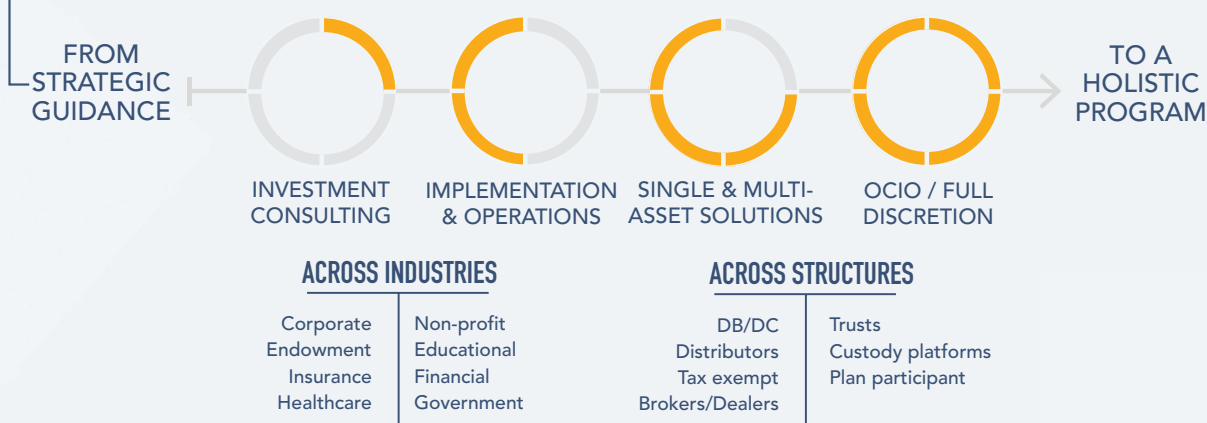 FROM
STRATEGIC
GUIDANCE
TO A
HOLISTIC
PROGRAM
INVESTMENT
CONSULTING
IMPLEMENTATION
& OPERATIONS
SINGLE & MULTI-
ASSET SOLUTIONS
OCIO / FULL
DISCRETION
ACROSS INDUSTRIES
Corporate
Endowment
Insurance
Healthcare
Non-profit
Educational
Financial
Government
ACROSS STRUCTURES
DB/DC
Distributors
Tax exempt
Brokers/Dealers
Trusts
Custody platforms
Plan participant